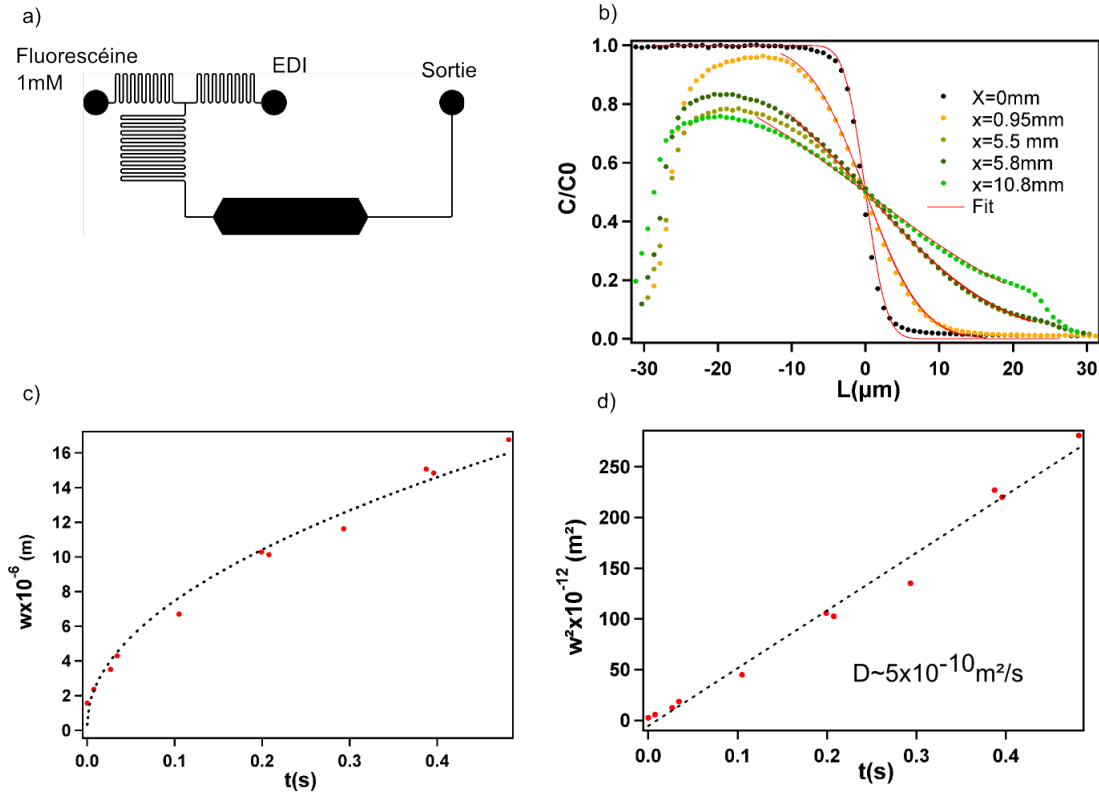 a)
Fluorescéine
1mM
EDI
Sortie
b)
1.0
0.8
0.6
0.4
0.2
0.0
C/C0
-30 -20 -10 0 10 20 30
L(µm)
X=0mm
x=0.95mm
x=5.5 mm
x=5.8mm
x=10.8mm
Fit
c)
16
14
12
10
8
6
4
2
0
wx10⁻⁶ (m)
0.0 0.1 0.2 0.3 0.4
t(s)
d)
250
200
150
100
50
0
w²x10⁻¹² (m²)
D~5x10⁻¹⁰m²/s
0.0 0.1 0.2 0.3 0.4
t(s)